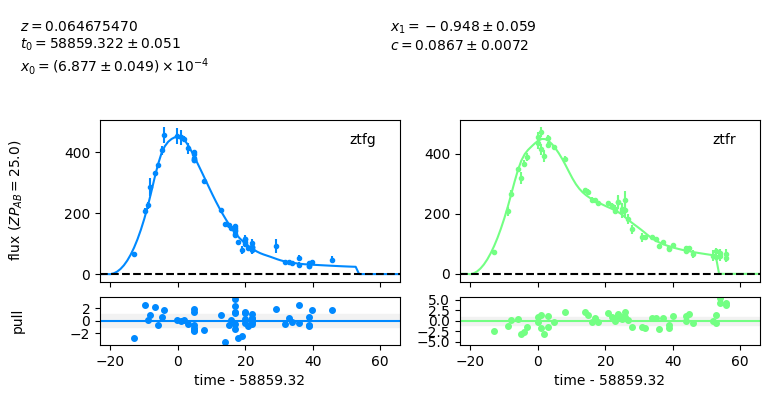 z = 0.064675470
t₀ = 58859.322 ± 0.051
x₀ = (6.877 ± 0.049) × 10⁻⁴
x₁ = −0.948 ± 0.059
c = 0.0867 ± 0.0072
flux (ZP_AB = 25.0)
400
200
0
ztfg
400
200
0
ztfr
pull
2
0
−2
5.0
2.5
0.0
−2.5
−5.0
−20 0 20 40 60
−20 0 20 40 60
time - 58859.32
time - 58859.32